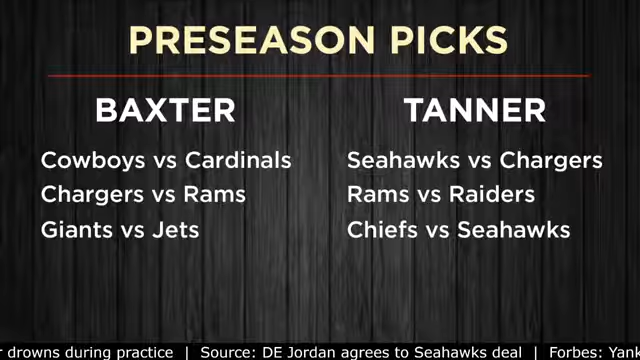 PRESEASON PICKS
BAXTER
Cowboys vs Cardinals
Chargers vs Rams
Giants vs Jets
TANNER
Seahawks vs Chargers
Rams vs Raiders
Chiefs vs Seahawks
drowns during practice | Source: DE Jordan agrees to Seahawks deal | Forbes: Yank